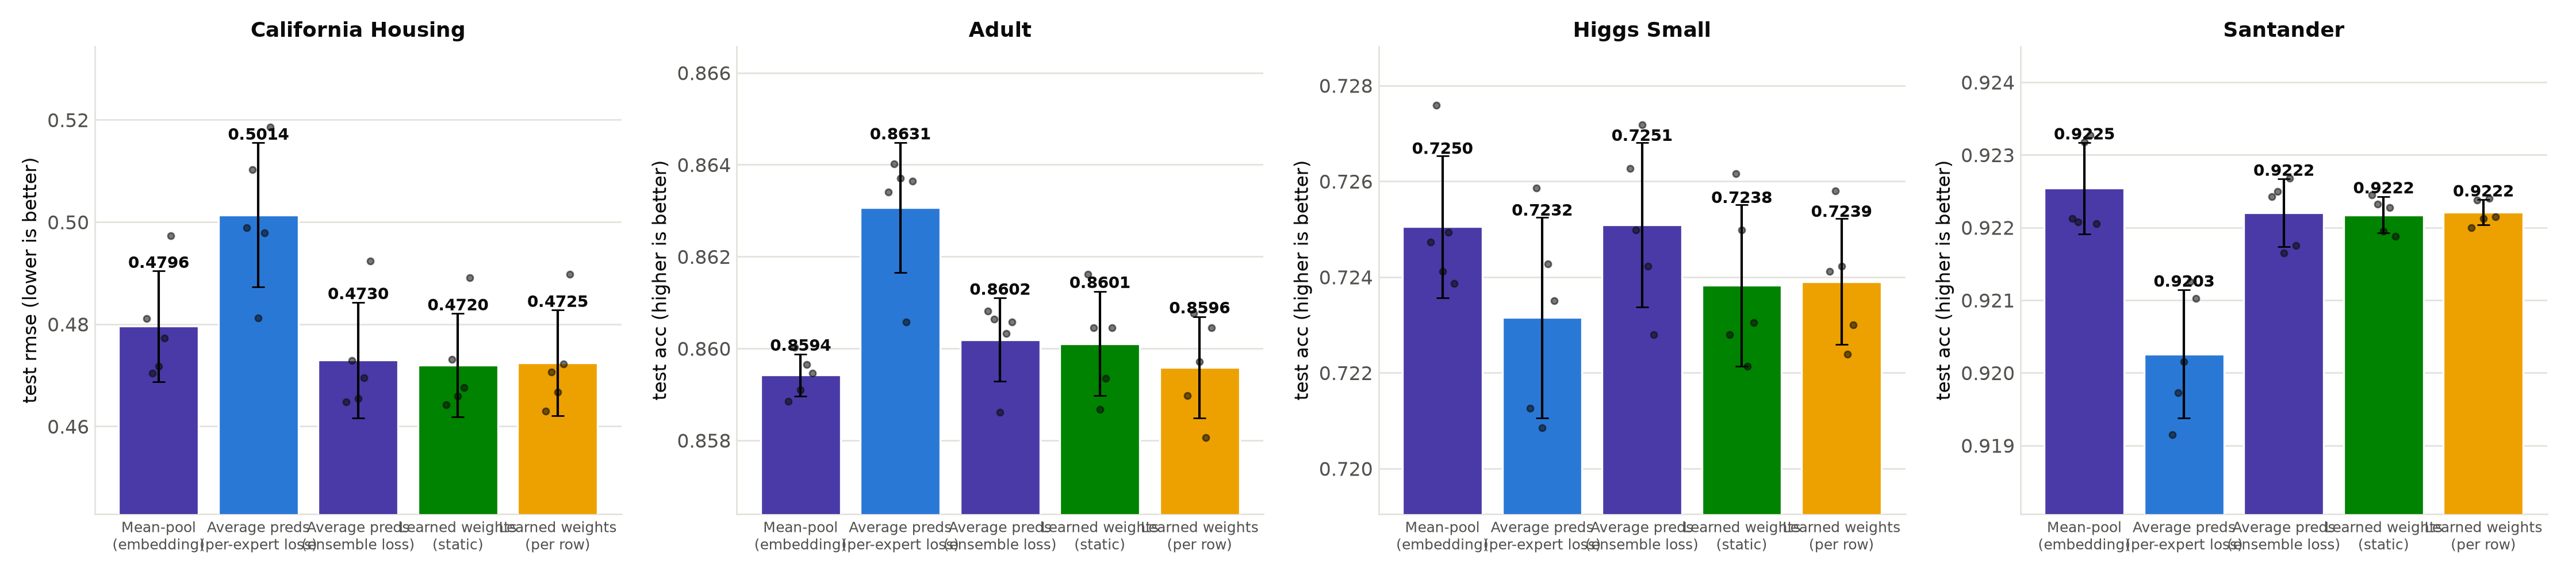 California Housing
test rmse (lower is better)
0.52
0.50
0.48
0.46
0.4796
0.5014
0.4730
0.4720
0.4725
Mean-pool
(embedding)
Average preds
(per-expert loss)
Average preds
(ensemble loss)
Learned weights
(static)
Learned weights
(per row)
Adult
test acc (higher is better)
0.866
0.864
0.862
0.860
0.858
0.8594
0.8631
0.8602
0.8601
0.8596
Mean-pool
(embedding)
Average preds
(per-expert loss)
Average preds
(ensemble loss)
Learned weights
(static)
Learned weights
(per row)
Higgs Small
test acc (higher is better)
0.728
0.726
0.724
0.722
0.720
0.7250
0.7232
0.7251
0.7238
0.7239
Mean-pool
(embedding)
Average preds
(per-expert loss)
Average preds
(ensemble loss)
Learned weights
(static)
Learned weights
(per row)
Santander
test acc (higher is better)
0.924
0.923
0.922
0.921
0.920
0.919
0.9225
0.9203
0.9222
0.9222
0.9222
Mean-pool
(embedding)
Average preds
(per-expert loss)
Average preds
(ensemble loss)
Learned weights
(static)
Learned weights
(per row)